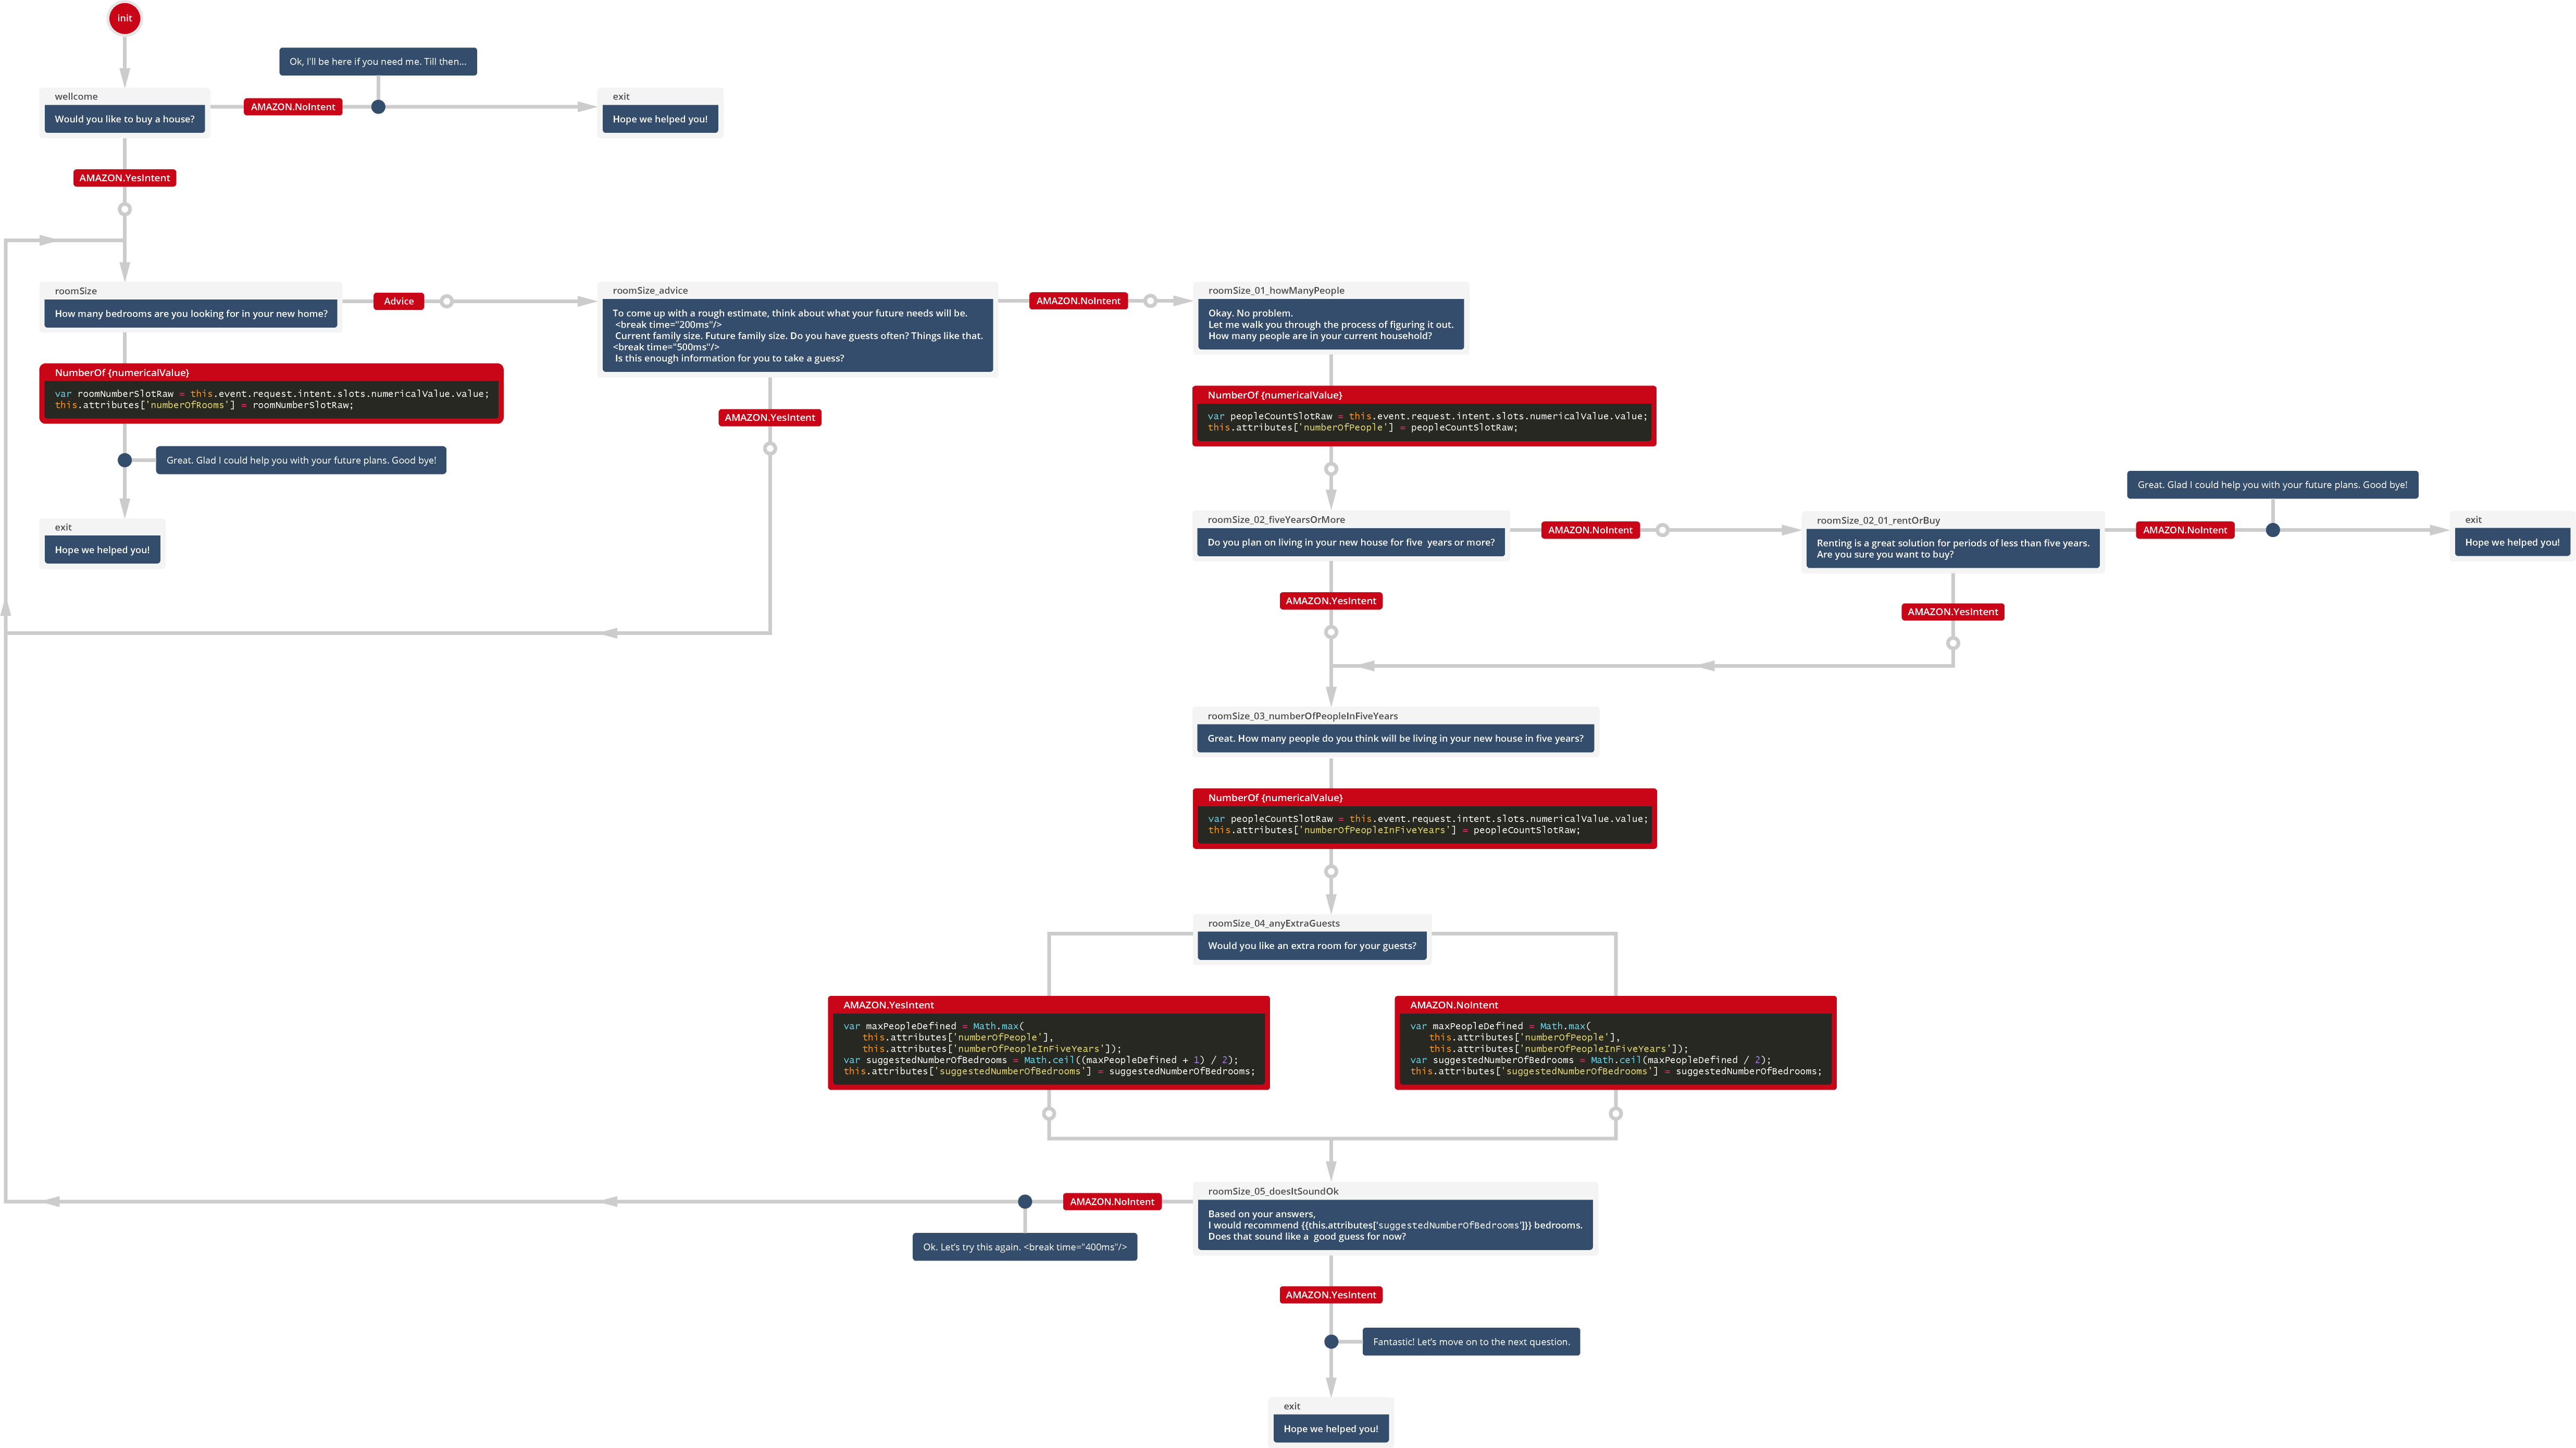 init
Ok, I'll be here if you need me. Till then...
wellcome
Would you like to buy a house?
AMAZON.NoIntent
exit
Hope we helped you!
AMAZON.YesIntent
roomSize
How many bedrooms are you looking for in your new home?
Advice
roomSize_advice
To come up with a rough estimate, think about what your future needs will be.
<break time="200ms"/>
Current family size. Future family size. Do you have guests often? Things like that.
<break time="500ms"/>
Is this enough information for you to take a guess?
AMAZON.NoIntent
roomSize_01_howManyPeople
Okay. No problem.
Let me walk you through the process of figuring it out.
How many people are in your current household?
NumberOf {numericalValue}
var roomNumberSlotRaw = this.event.request.intent.slots.numericalValue.value;
this.attributes['numberOfRooms'] = roomNumberSlotRaw;
AMAZON.YesIntent
NumberOf {numericalValue}
var peopleCountSlotRaw = this.event.request.intent.slots.numericalValue.value;
this.attributes['numberOfPeople'] = peopleCountSlotRaw;
Great. Glad I could help you with your future plans. Good bye!
exit
Hope we helped you!
roomSize_02_fiveYearsOrMore
Do you plan on living in your new house for five  years or more?
AMAZON.NoIntent
roomSize_02_01_rentOrBuy
Renting is a great solution for periods of less than five years.
Are you sure you want to buy?
AMAZON.NoIntent
Great. Glad I could help you with your future plans. Good bye!
exit
Hope we helped you!
AMAZON.YesIntent
AMAZON.YesIntent
roomSize_03_numberOfPeopleInFiveYears
Great. How many people do you think will be living in your new house in five years?
NumberOf {numericalValue}
var peopleCountSlotRaw = this.event.request.intent.slots.numericalValue.value;
this.attributes['numberOfPeopleInFiveYears'] = peopleCountSlotRaw;
roomSize_04_anyExtraGuests
Would you like an extra room for your guests?
AMAZON.YesIntent
var maxPeopleDefined = Math.max(
this.attributes['numberOfPeople'],
this.attributes['numberOfPeopleInFiveYears']);
var suggestedNumberOfBedrooms = Math.ceil((maxPeopleDefined + 1) / 2);
this.attributes['suggestedNumberOfBedrooms'] = suggestedNumberOfBedrooms;
AMAZON.NoIntent
var maxPeopleDefined = Math.max(
this.attributes['numberOfPeople'],
this.attributes['numberOfPeopleInFiveYears']);
var suggestedNumberOfBedrooms = Math.ceil(maxPeopleDefined / 2);
this.attributes['suggestedNumberOfBedrooms'] = suggestedNumberOfBedrooms;
roomSize_05_doesItSoundOk
Based on your answers,
I would recommend {{this.attributes['suggestedNumberOfBedrooms']}} bedrooms.
Does that sound like a  good guess for now?
AMAZON.NoIntent
Ok. Let's try this again. <break time="400ms"/>
AMAZON.YesIntent
Fantastic! Let's move on to the next question.
exit
Hope we helped you!